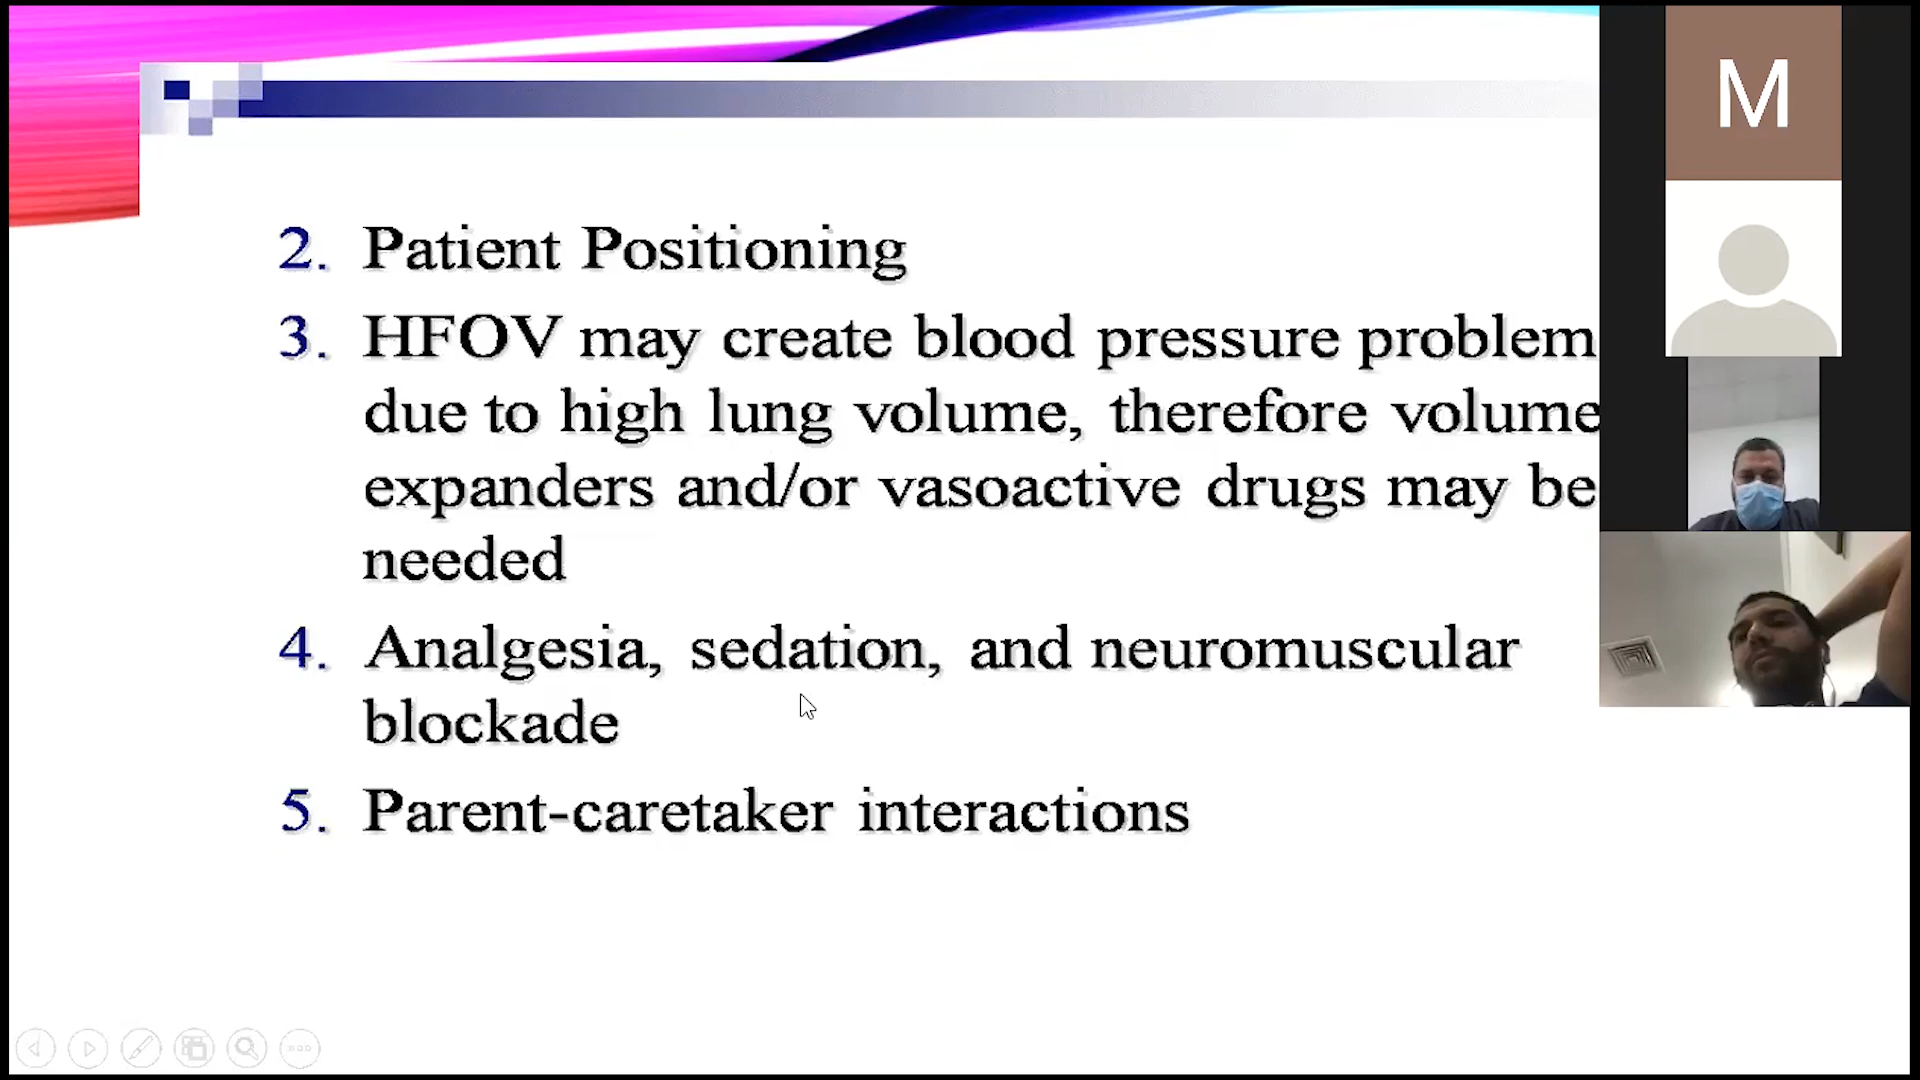 2. Patient Positioning
3. HFOV may create blood pressure problem
due to high lung volume, therefore volume
expanders and/or vasoactive drugs may be
needed
4. Analgesia, sedation, and neuromuscular
blockade
5. Parent-caretaker interactions
M